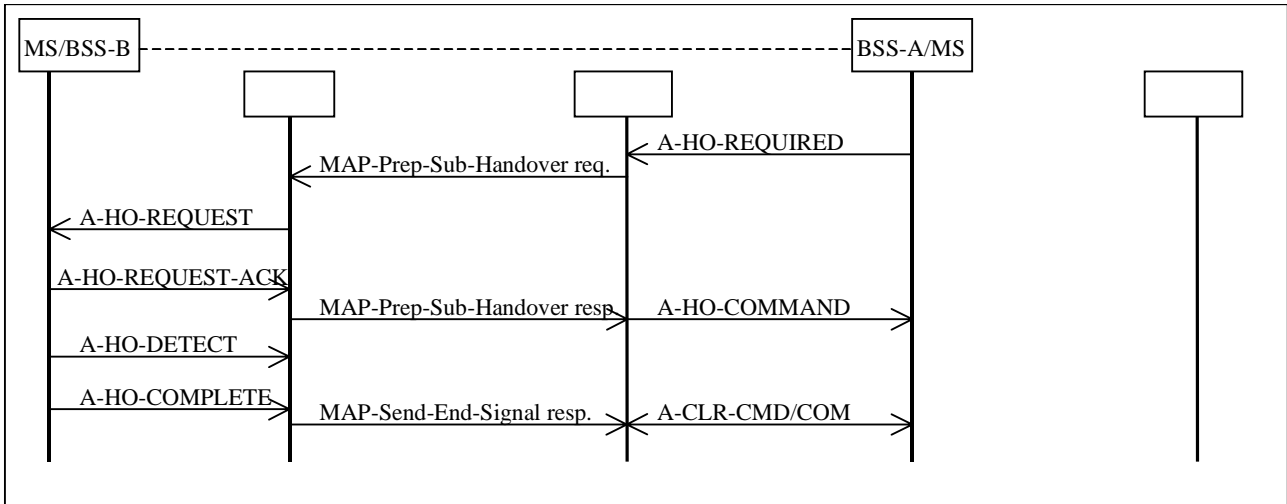 MS/BSS-B
BSS-A/MS
A-HO-REQUIRED
MAP-Prep-Sub-Handover req.
A-HO-REQUEST
A-HO-REQUEST-ACK
MAP-Prep-Sub-Handover resp
A-HO-COMMAND
A-HO-DETECT
A-HO-COMPLETE
MAP-Send-End-Signal resp.
A-CLR-CMD/COM